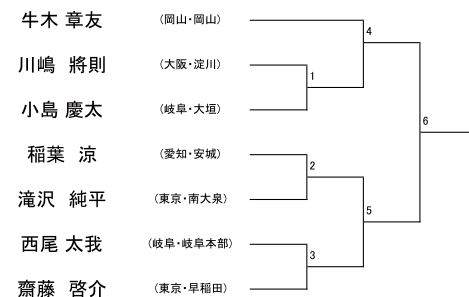 牛木 章友 (岡山・岡山)
4
川嶋 將則 (大阪・淀川)
1
小島 慶太 (岐阜・大垣)
6
稲葉 涼 (愛知・安城)
2
滝沢 純平 (東京・南大泉)
5
西尾 太我 (岐阜・岐阜本部)
3
齋藤 啓介 (東京・早稲田)